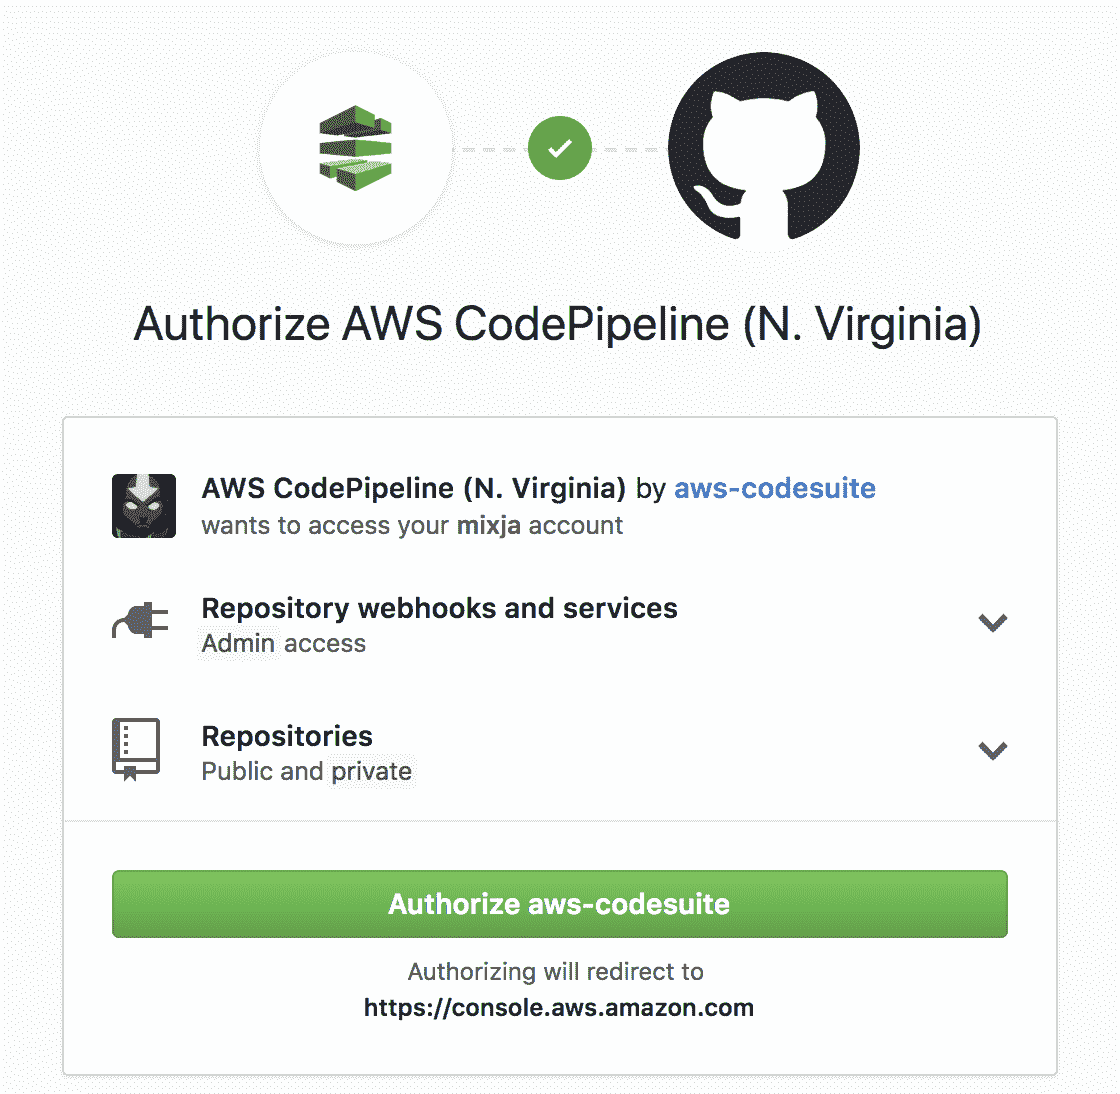 Authorize AWS CodePipeline (N. Virginia)
AWS CodePipeline (N. Virginia) by aws-codesuite
wants to access your mixja account
Repository webhooks and services
Admin access
Repositories
Public and private
Authorize aws-codesuite
Authorizing will redirect to
https://console.aws.amazon.com